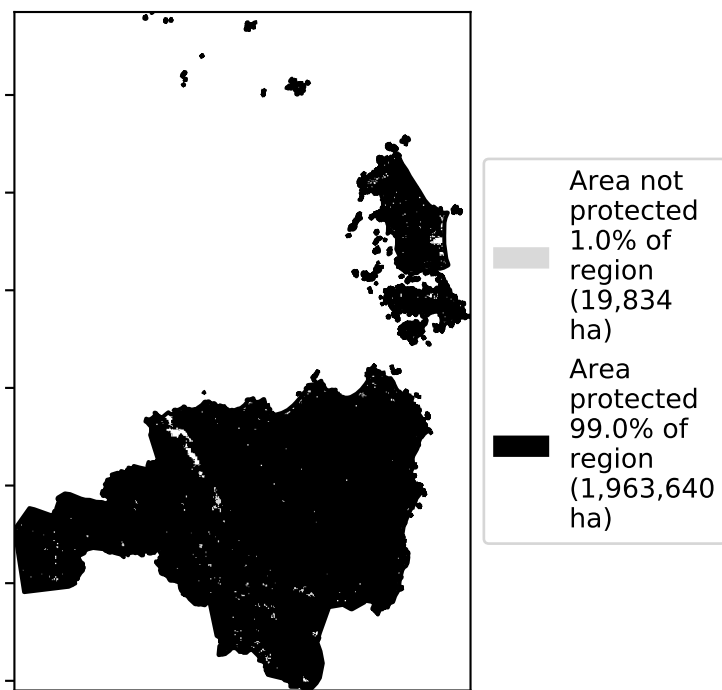 Area not
protected
1.0% of
region
(19,834
ha)
Area
protected
99.0% of
region
(1,963,640
ha)